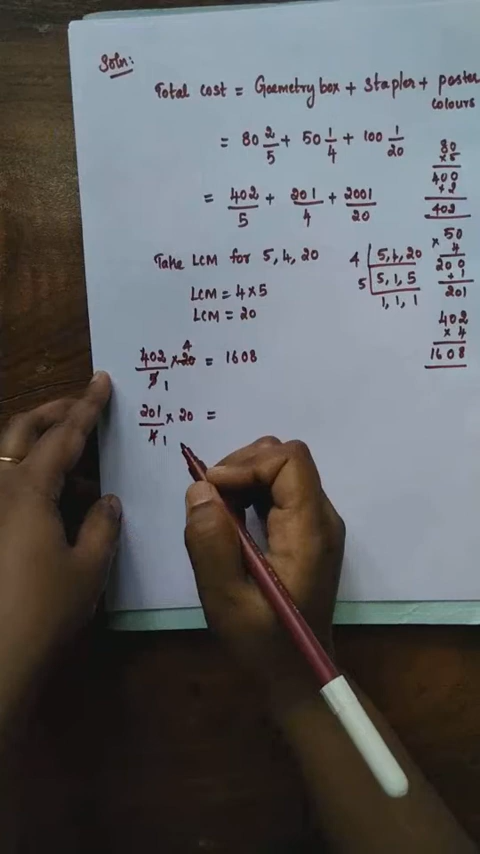 Soln:
Total cost = Geometry box + Stapler + poster colours
= 80 2/5 + 50 1/4 + 100 1/20
= 402/5 + 201/4 + 2001/20
Take LCM for 5, 4, 20
LCM = 4 × 5
LCM = 20
402/5 × 20 = 1608
4
1
201/4 × 20 =
1
80
× 5
400
+ 2
402
4 | 5, 4, 20
5 | 5, 1, 5
1, 1, 1
50
× 4
200
+ 1
201
402
× 4
1608